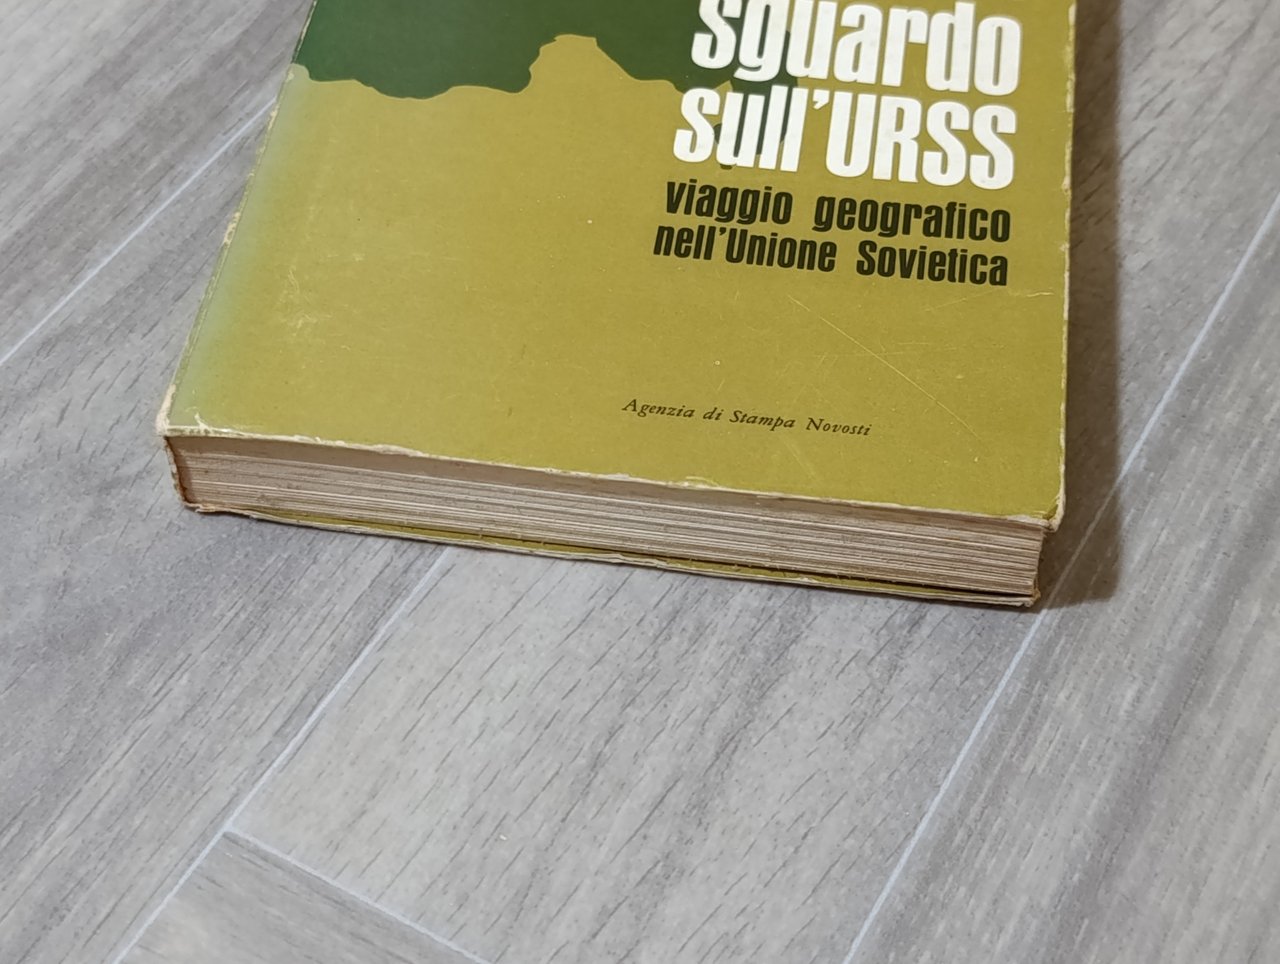 sguardo
sull'URSS
viaggio geografico
nell'Unione Sovietica
Agenzia di Stampa Novosti